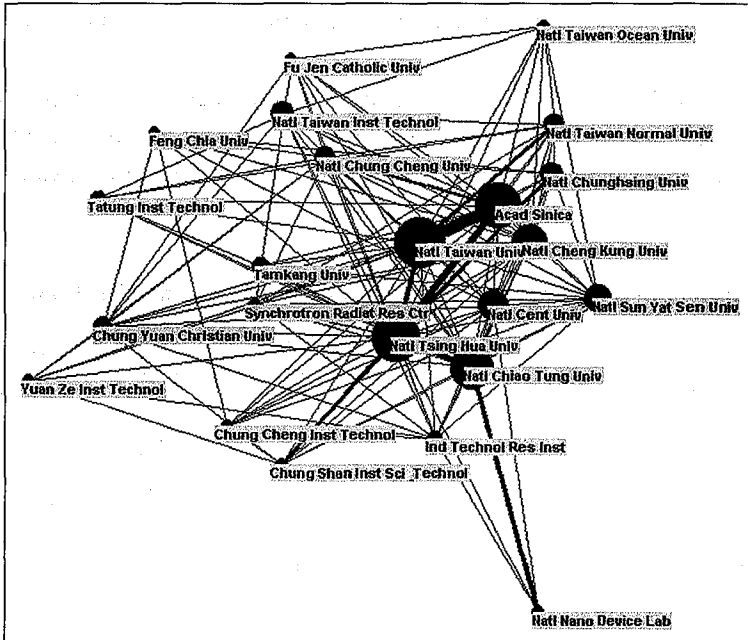 Natl Taiwan Ocean Univ
Fu Jen Catholic Univ
Natl Taiwan Inst Technol
Natl Taiwan Normal Univ
Feng Chia Univ
Natl Chung Cheng Univ
Natl Chunghsing Univ
Tatung Inst Technol
Acad Sinica
Natl Taiwan Univ
Natl Cheng Kung Univ
Tamkang Univ
Natl Sun Yat Sen Univ
Synchrotron Radiat Res Ctr
Natl Cent Univ
Chung Yuan Christian Univ
Natl Tsing Hua Univ
Natl Chiao Tung Univ
Yuan Ze Inst Technol
Chung Cheng Inst Technol
Ind Technol Res Inst
Chung Shan Inst Sci_Technol
Natl Nano Device Lab